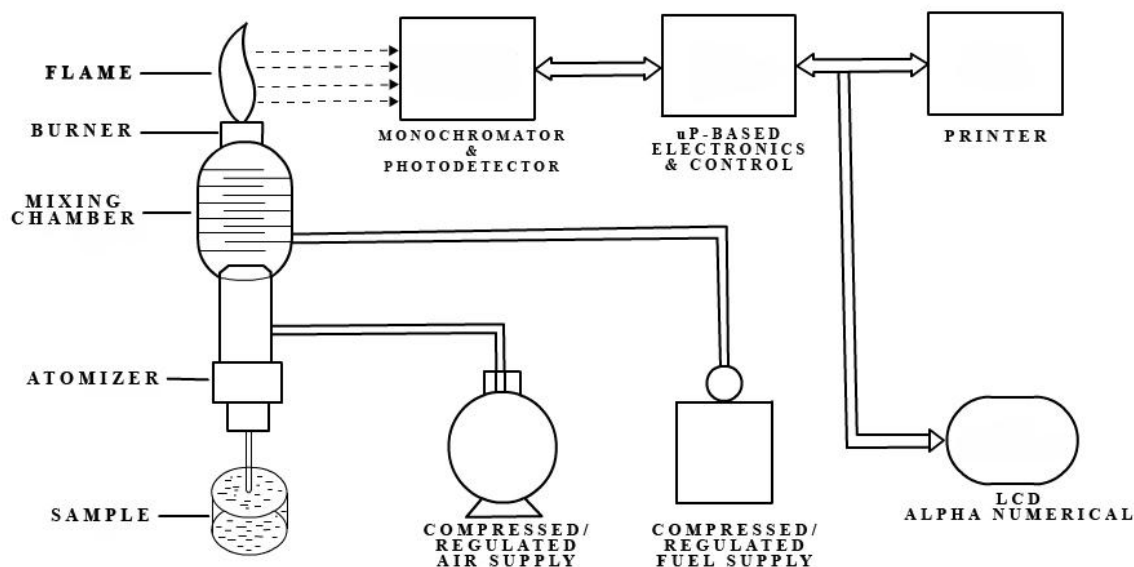 FLAME
BURNER
MIXING
CHAMBER
ATOMIZER
SAMPLE
MONOCHROMATOR
&
PHOTODETECTOR
uP-BASED
ELECTRONICS
& CONTROL
PRINTER
COMPRESSED/
REGULATED
AIR SUPPLY
COMPRESSED/
REGULATED
FUEL SUPPLY
LCD
ALPHA NUMERICAL